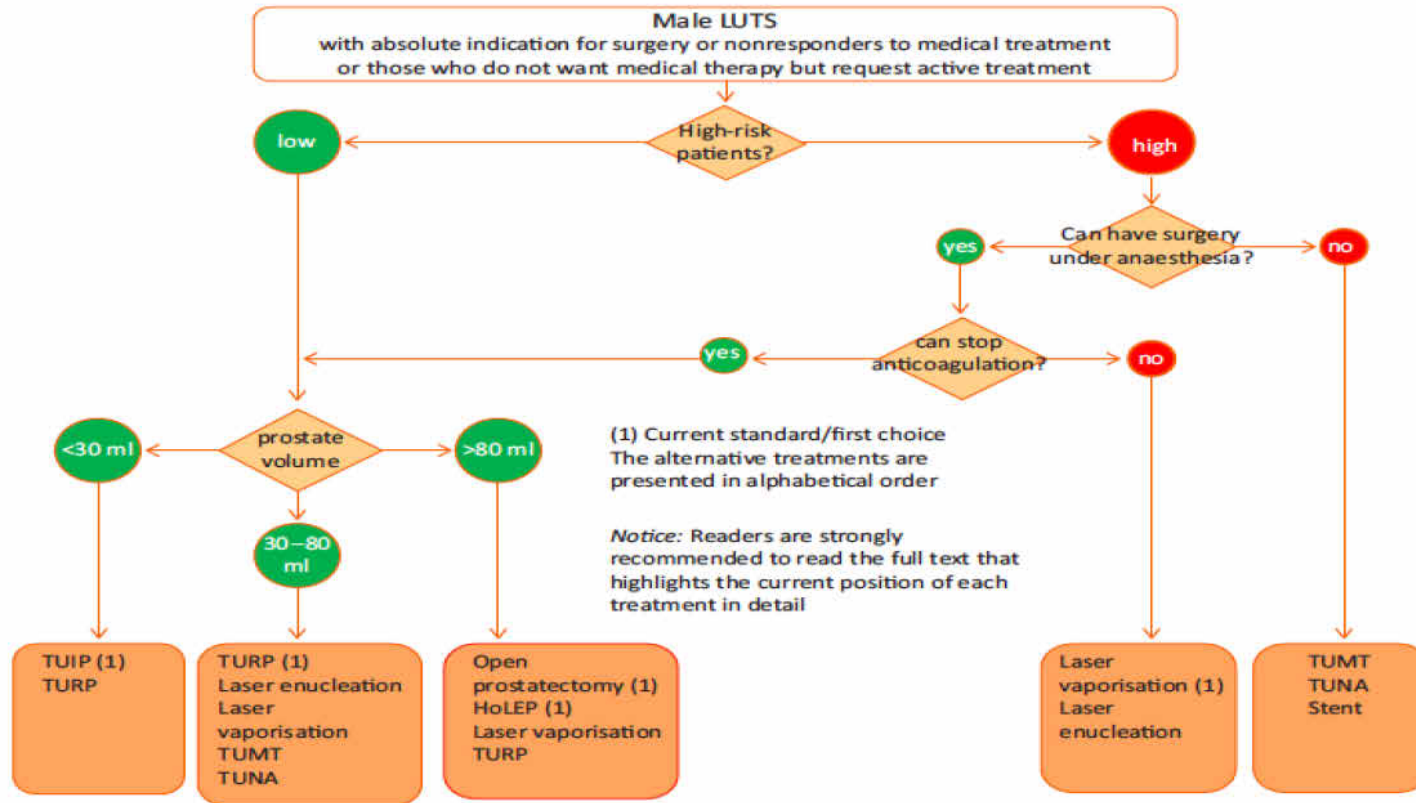 Male LUTS
with absolute indication for surgery or nonresponders to medical treatment
or those who do not want medical therapy but request active treatment
low
High-risk
patients?
high
Can have surgery
under anaesthesia?
yes
no
can stop
anticoagulation?
yes
no
<30 ml
prostate
volume
>80 ml
30–80
ml
(1) Current standard/first choice
The alternative treatments are
presented in alphabetical order
Notice: Readers are strongly
recommended to read the full text that
highlights the current position of each
treatment in detail
TUIP (1)
TURP
TURP (1)
Laser enucleation
Laser
vaporisation
TUMT
TUNA
Open
prostatectomy (1)
HoLEP (1)
Laser vaporisation
TURP
Laser
vaporisation (1)
Laser
enucleation
TUMT
TUNA
Stent